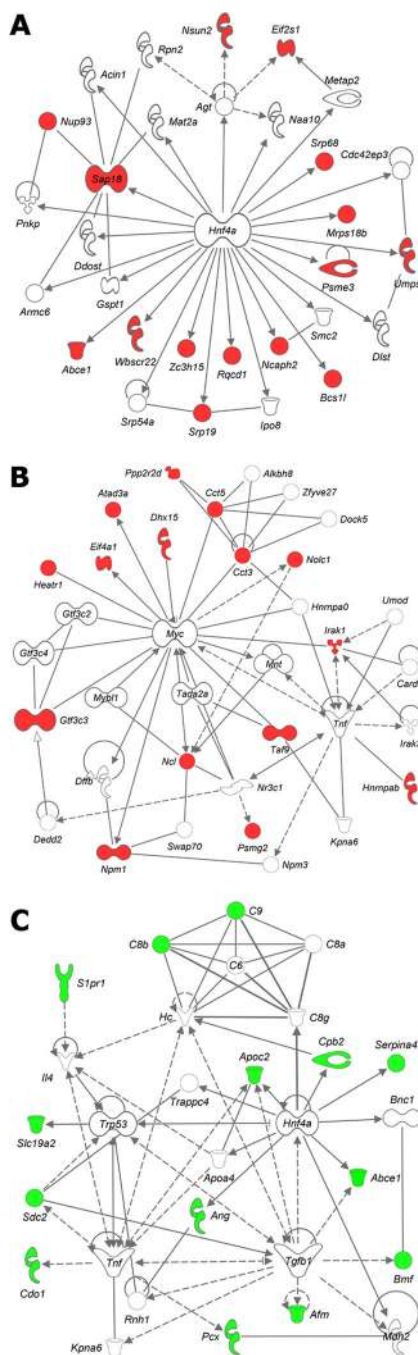 A
Nsun2
Rpn2
Eif2s1
Acin1
Metap2
Agt
Nup93
Mat2a
Naa10
Srp68
Cdc42ep3
Sap18
Hnf4a
Pnkp
Mrps18b
Ddost
Psme3
Umps
Armc6
Gspt1
Smc2
Dlst
Abce1
Wbscr22
Zc3h15
Rqcd1
Ncaph2
Bcs1l
Srp54a
Srp19
Ipo8
B
Ppp2r2d
Cct5
Alkbh8
Atad3a
Zfyve27
Dhx15
Dock5
Eif4a1
Cct3
Nolc1
Heatr1
Gtf3c2
Hnrnpa0
Umod
Myc
Irak1
Gtf3c4
Mnt
Mybl1
Tada2a
Card
Tnf
Gtf3c3
Taf9
Irak
Ncl
Dffb
Nr3c1
Hnrnpab
Dedd2
Psmg2
Kpna6
Npm1
Swap70
Npm3
C
C9
C8b
C8a
C6
S1pr1
Hc
C8g
Cpb2
Serpina4
Il4
Apoc2
Trappc4
Bnc1
Slc19a2
Trp53
Hnf4a
Apoa4
Abce1
Sdc2
Ang
Tnf
Tgfb1
Cdo1
Bmf
Rnh1
Afm
Kpna6
Pcx
Mdh2